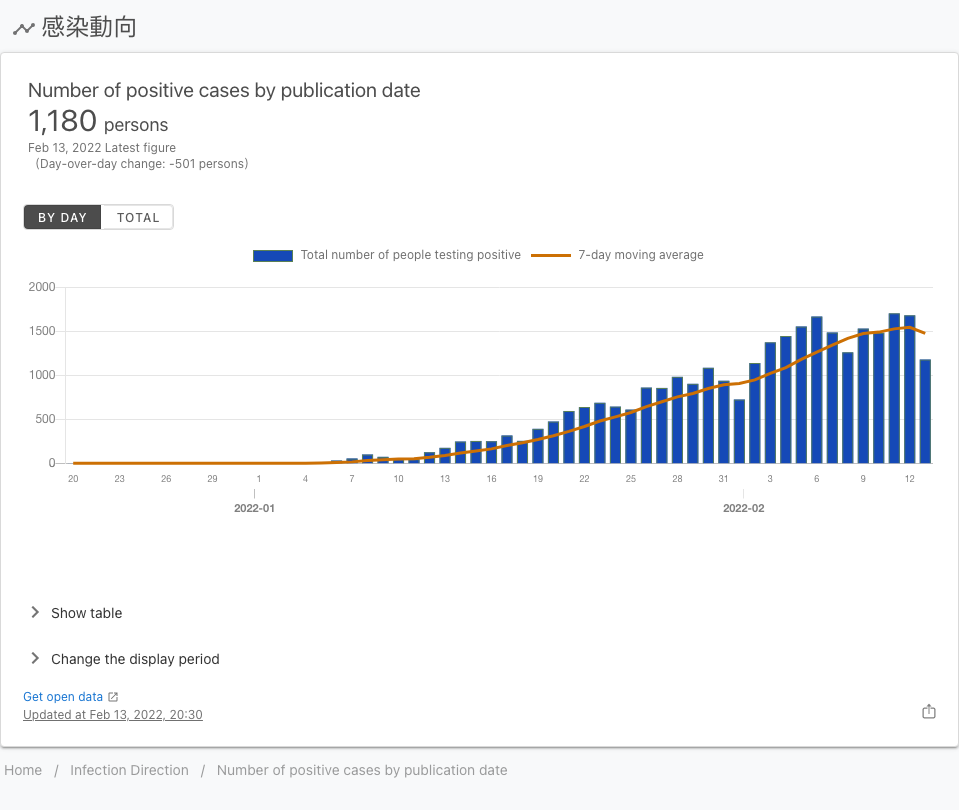 感染動向
Number of positive cases by publication date
1,180 persons
Feb 13, 2022 Latest figure
(Day-over-day change: -501 persons)
BY DAY TOTAL
Total number of people testing positive 7-day moving average
2000
1500
1000
500
0
20 23 26 29 1 4 7 10 13 16 19 22 25 28 31 3 6 9 12
2022-01 2022-02
Show table
Change the display period
Get open data
Updated at Feb 13, 2022, 20:30
Home / Infection Direction / Number of positive cases by publication date